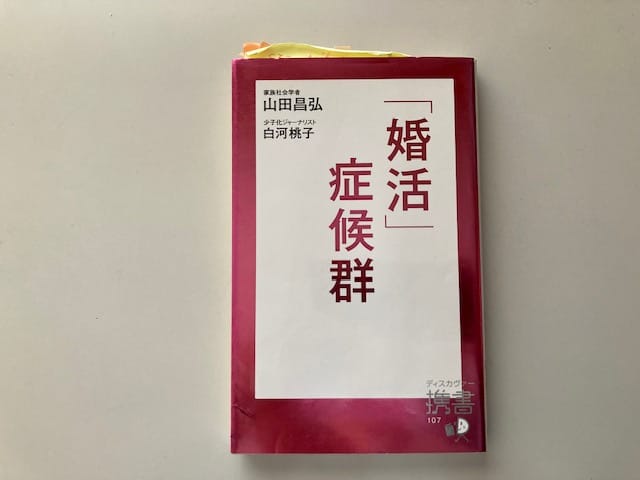 家族社会学者
山田昌弘
少子化ジャーナリスト
白河桃子
「婚活」
症候群
ディスカヴァー
携書
107